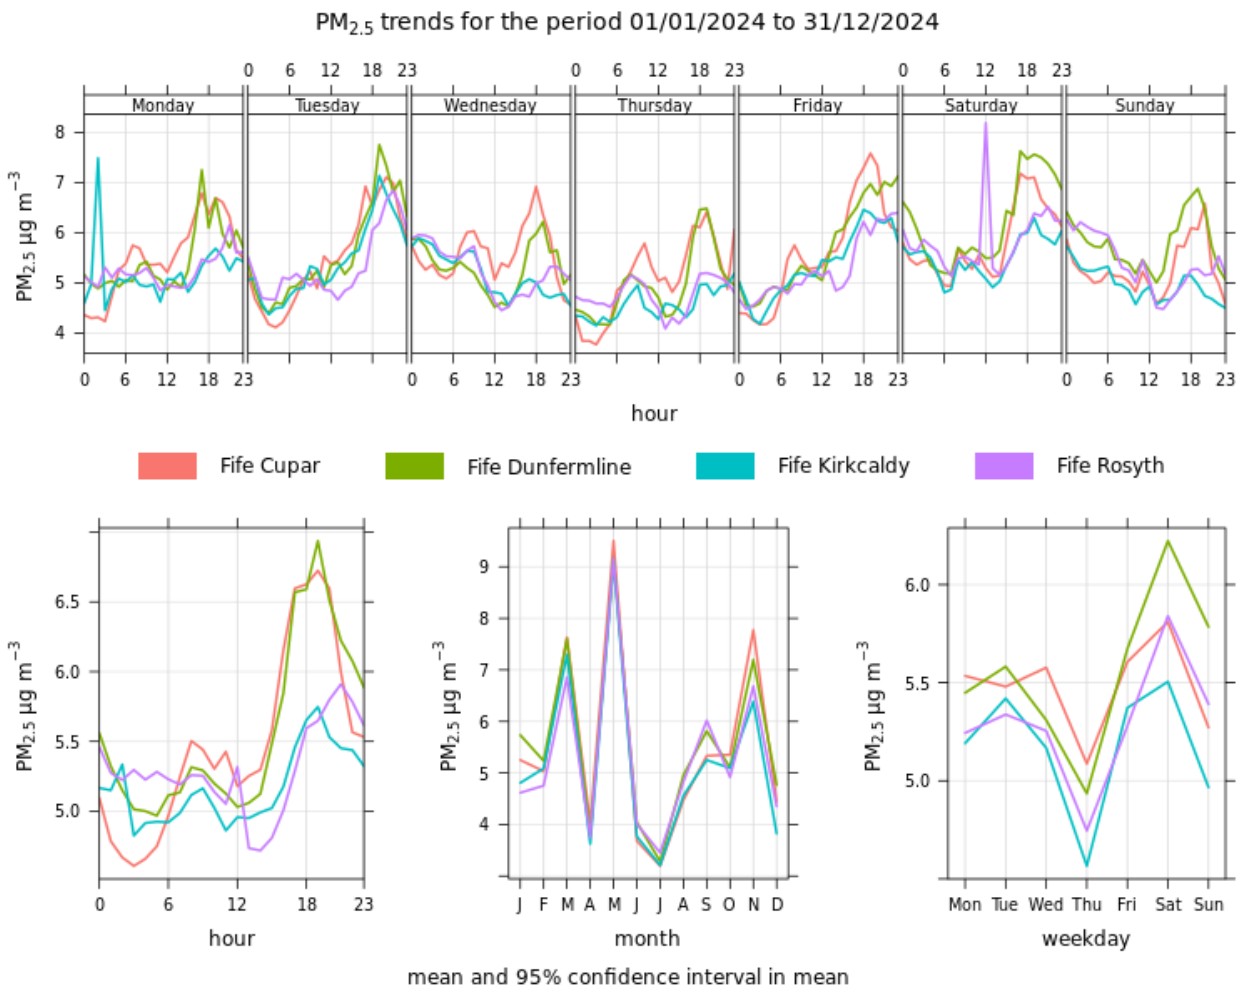 PM2.5 trends for the period 01/01/2024 to 31/12/2024
0 6 12 18 23 0 6 12 18 23 0 6 12 18 23
Monday Tuesday Wednesday Thursday Friday Saturday Sunday
PM2.5 µg m−3
8
7
6
5
4
0 6 12 18 23 0 6 12 18 23 0 6 12 18 23 0 6 12 18 23
hour
Fife Cupar Fife Dunfermline Fife Kirkcaldy Fife Rosyth
PM2.5 µg m−3
6.5
6.0
5.5
5.0
0 6 12 18 23
hour
PM2.5 µg m−3
9
8
7
6
5
4
J F M A M J J A S O N D
month
PM2.5 µg m−3
6.0
5.5
5.0
Mon Tue Wed Thu Fri Sat Sun
weekday
mean and 95% confidence interval in mean